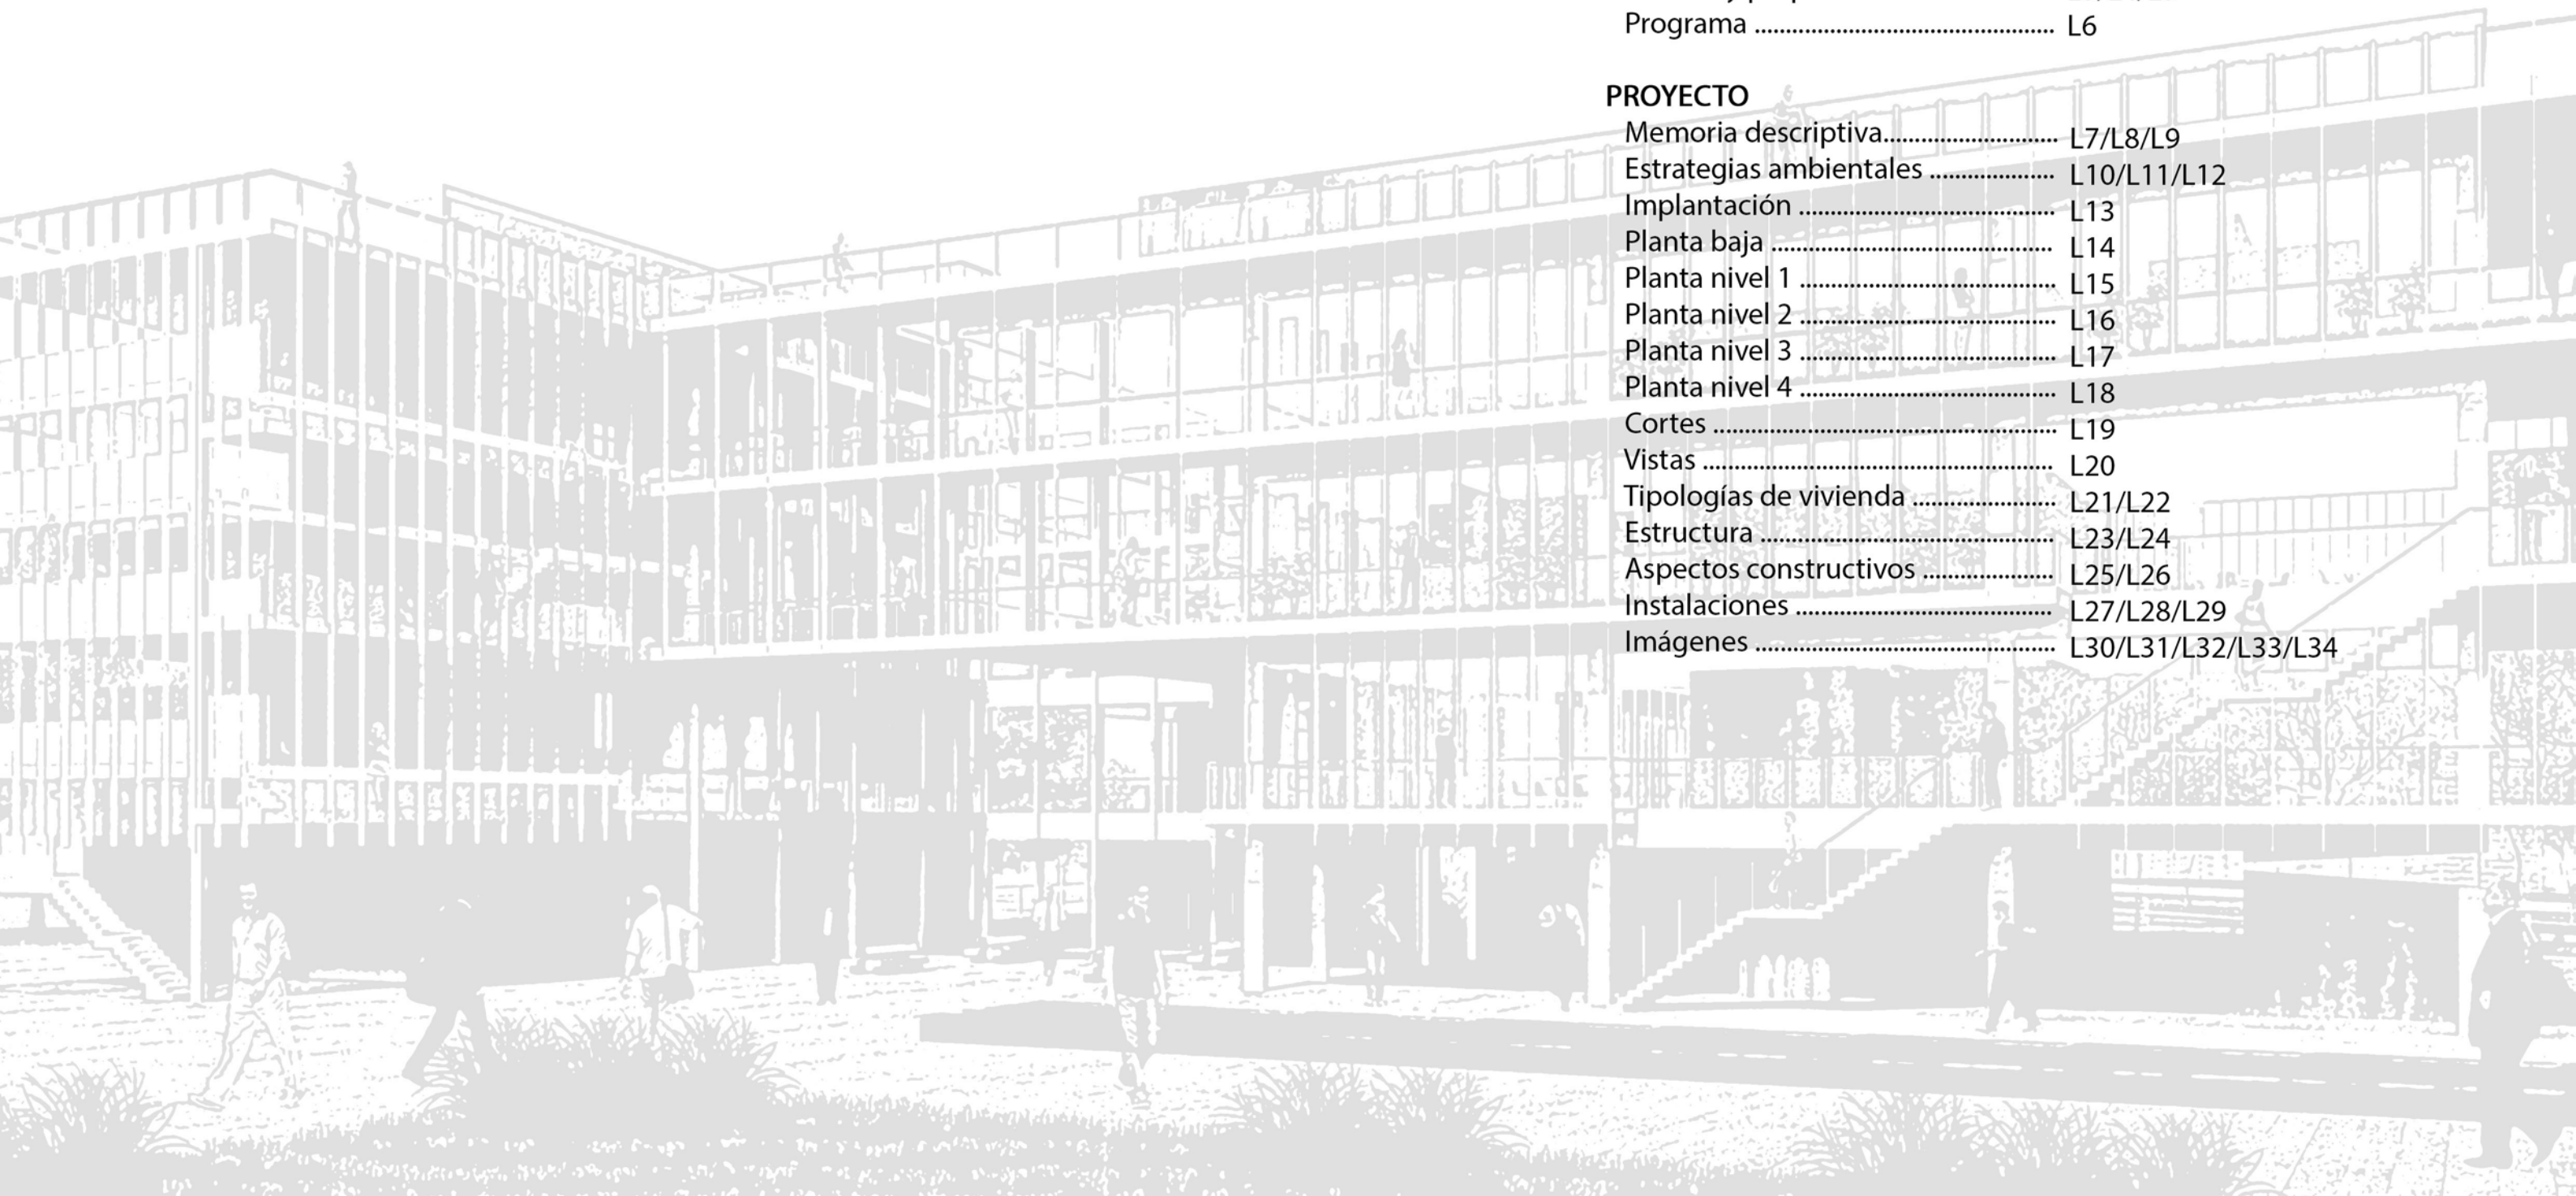 Programa ................................................ L6
PROYECTO
Memoria descriptiva............................ L7/L8/L9
Estrategias ambientales .................... L10/L11/L12
Implantación ......................................... L13
Planta baja ............................................. L14
Planta nivel 1 ......................................... L15
Planta nivel 2 ......................................... L16
Planta nivel 3 ......................................... L17
Planta nivel 4 ......................................... L18
Cortes ....................................................... L19
Vistas ........................................................ L20
Tipologías de vivienda ....................... L21/L22
Estructura ............................................... L23/L24
Aspectos constructivos ..................... L25/L26
Instalaciones ......................................... L27/L28/L29
Imágenes ................................................ L30/L31/L32/L33/L34